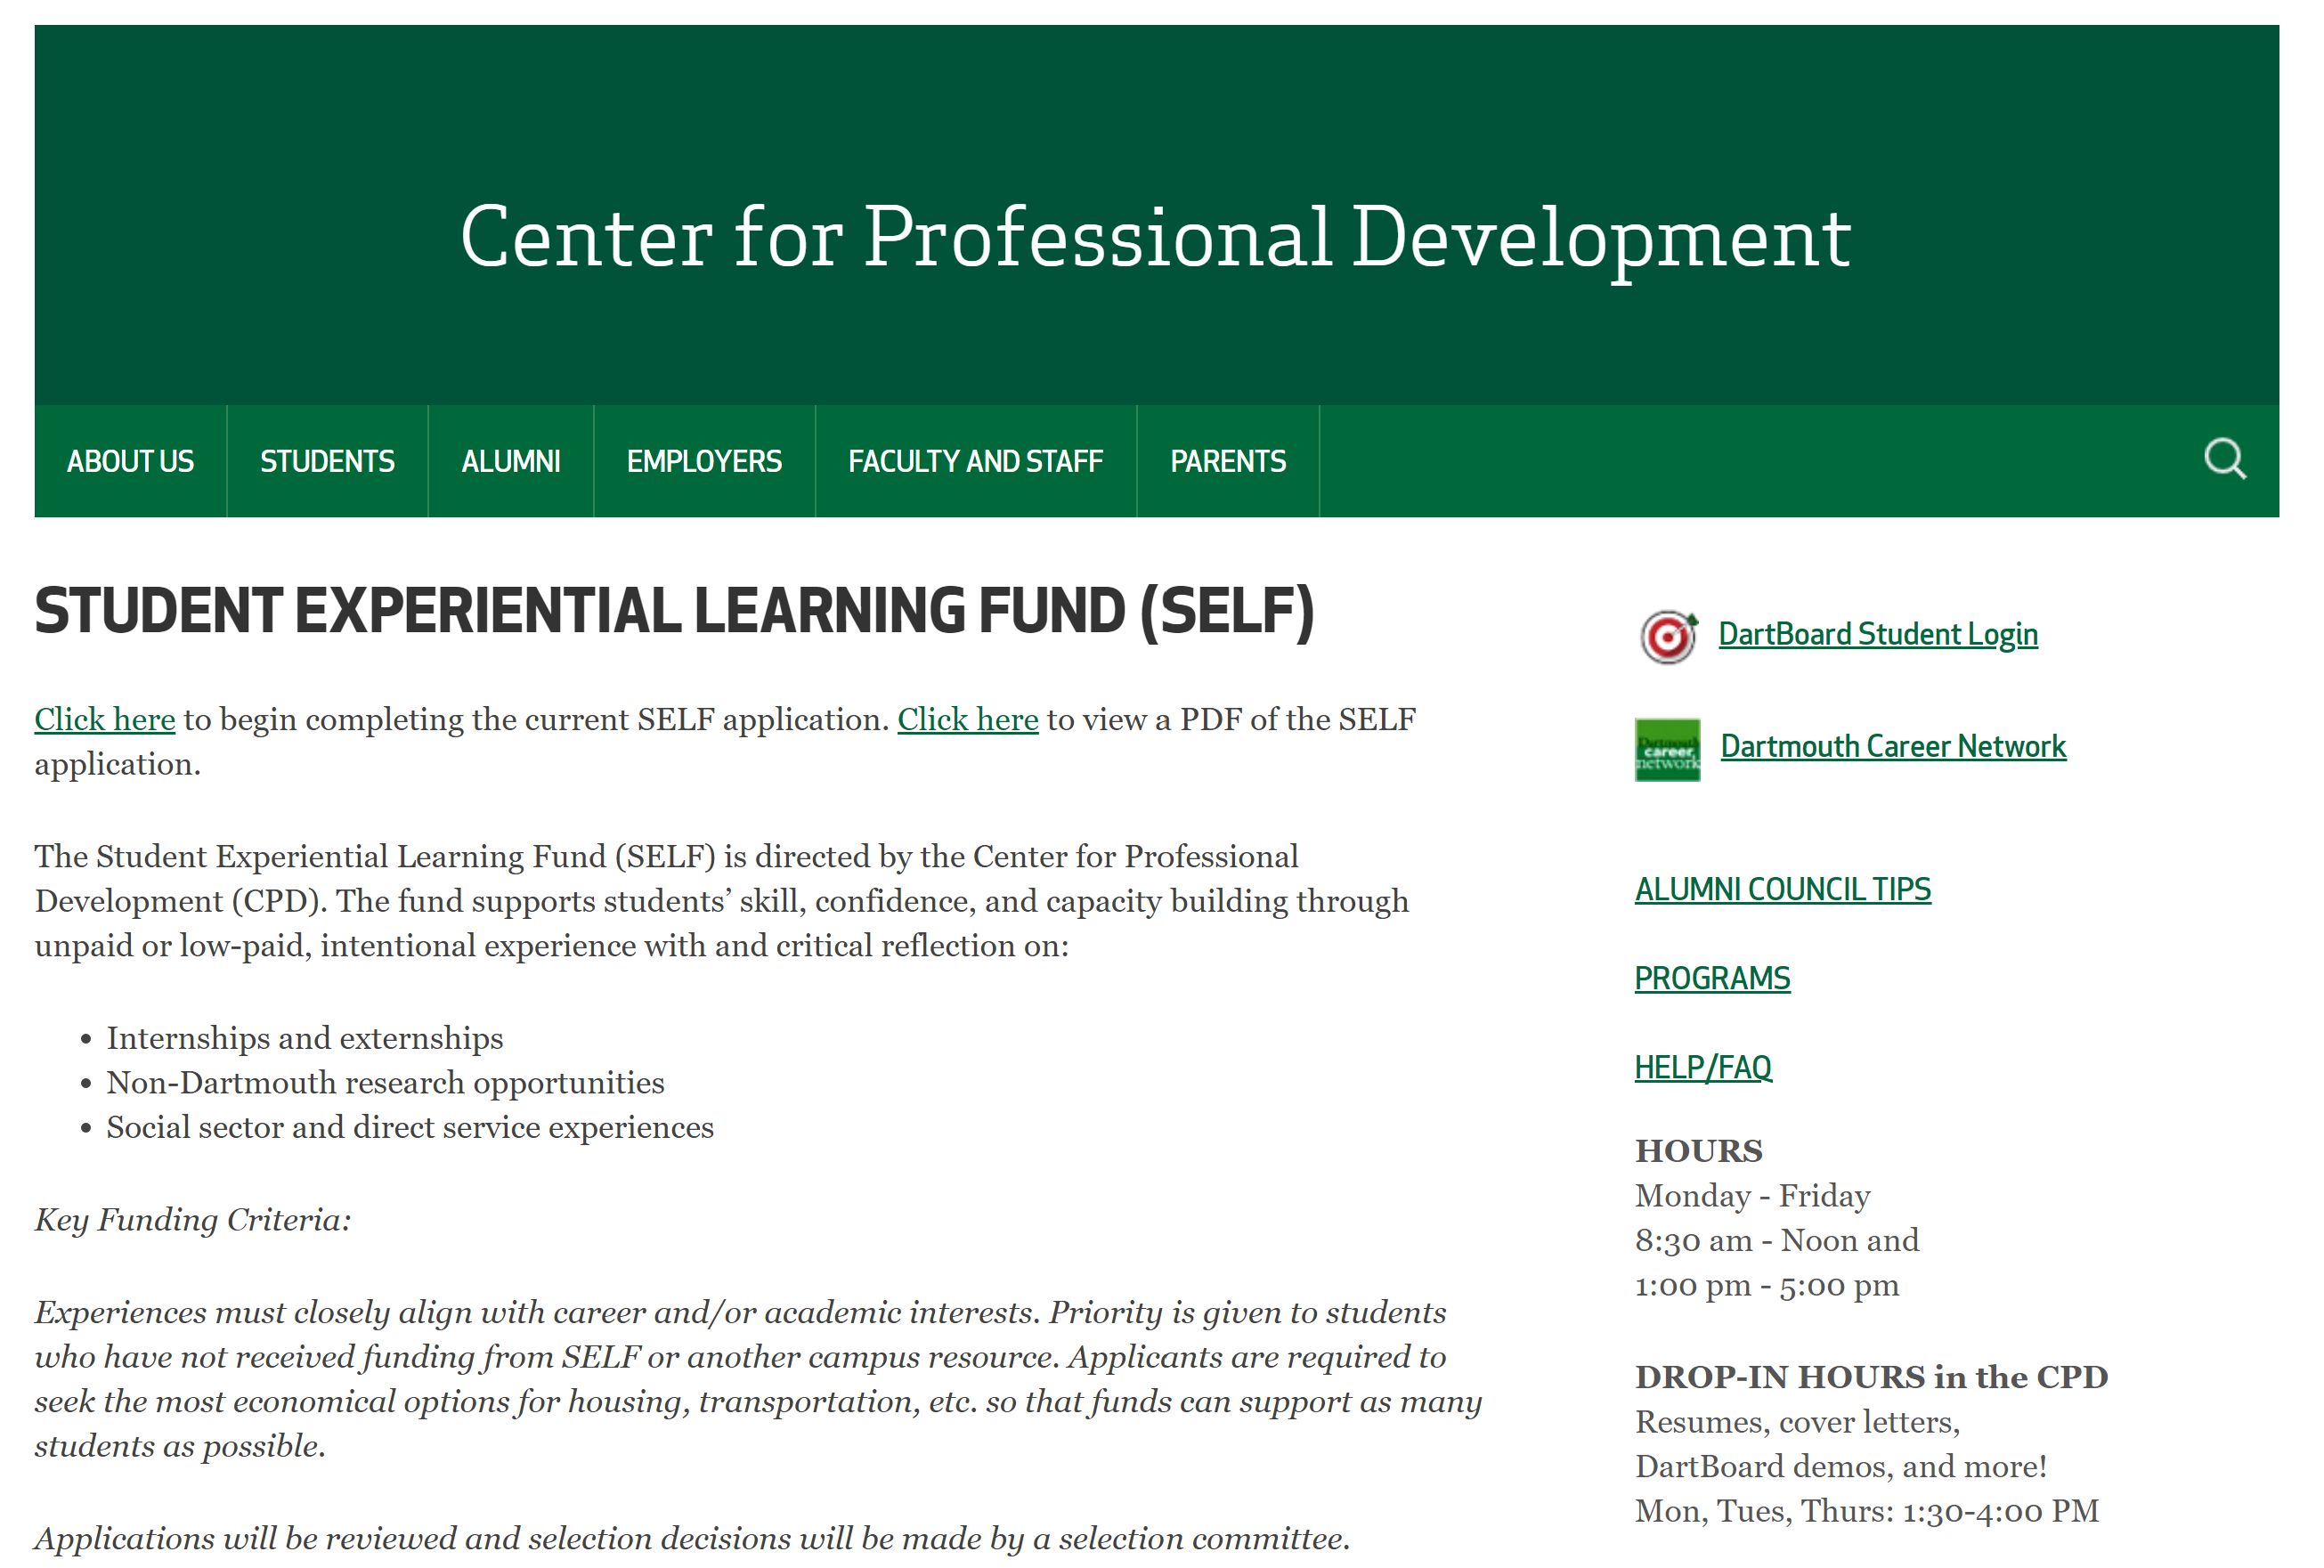 Center for Professional Development
ABOUT US
STUDENTS
ALUMNI
EMPLOYERS
FACULTY AND STAFF
PARENTS
STUDENT EXPERIENTIAL LEARNING FUND (SELF)
Click here to begin completing the current SELF application. Click here to view a PDF of the SELF
application.
The Student Experiential Learning Fund (SELF) is directed by the Center for Professional
Development (CPD). The fund supports students’ skill, confidence, and capacity building through
unpaid or low-paid, intentional experience with and critical reflection on:
• Internships and externships
• Non-Dartmouth research opportunities
• Social sector and direct service experiences
Key Funding Criteria:
Experiences must closely align with career and/or academic interests. Priority is given to students
who have not received funding from SELF or another campus resource. Applicants are required to
seek the most economical options for housing, transportation, etc. so that funds can support as many
students as possible.
Applications will be reviewed and selection decisions will be made by a selection committee.
DartBoard Student Login
Dartmouth
career
network
Dartmouth Career Network
ALUMNI COUNCIL TIPS
PROGRAMS
HELP/FAQ
HOURS
Monday - Friday
8:30 am - Noon and
1:00 pm - 5:00 pm
DROP-IN HOURS in the CPD
Resumes, cover letters,
DartBoard demos, and more!
Mon, Tues, Thurs: 1:30-4:00 PM